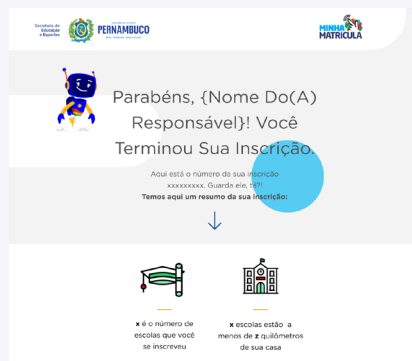 Secretaria de
Educação
e Esportes
PERNAMBUCO
MINHA
MATRÍCULA
Parabéns, {Nome Do(A)
Responsável}! Você
Terminou Sua Inscrição.
Aqui está o número da sua inscrição
xxxxxxxxx. Guarda ele, tá?!
Temos aqui um resumo da sua inscrição:
x é o número de
escolas que você
se inscreveu
x escolas estão a
menos de z quilômetros
de sua casa